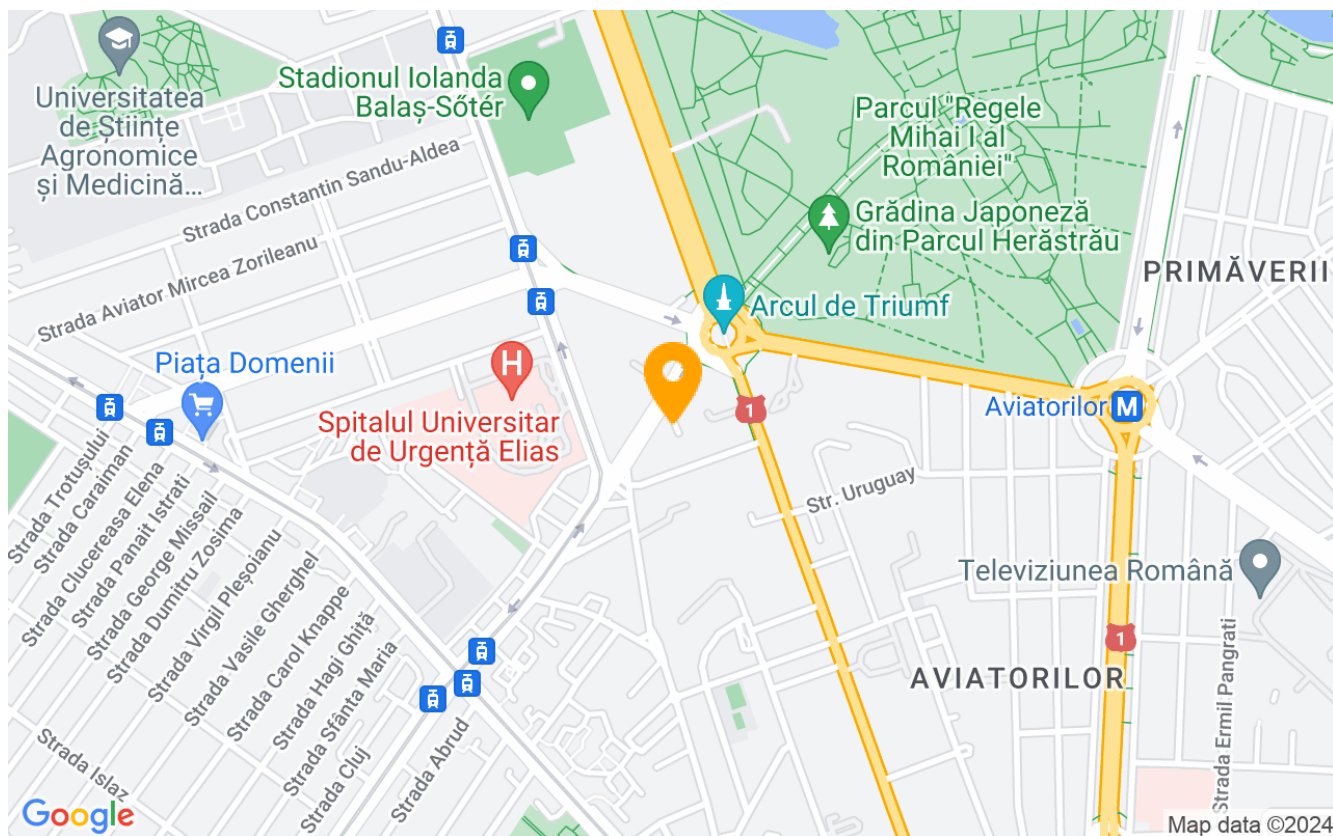 Universitatea
de Științe
Agronomice
și Medicină...
Stadionul Iolanda
Balaș-Sőtér
Parcul "Regele
Mihai I al
României"
Grădina Japoneză
din Parcul Herăstrău
PRIMĂVERII
Strada Constantin Sandu-Aldea
Strada Aviator Mircea Zorileanu
Arcul de Triumf
Piața Domenii
H
Spitalul Universitar
de Urgență Elias
1
Aviatorilor
M
Str. Uruguay
Strada Trotușului
Strada Caraiman
Strada Clucereasa Elena
Strada Panait Istrati
Strada George Missail
Strada Dumitru Zosima
Strada Virgil Pleșoianu
Strada Vasile Gherghel
Strada Carol Knappe
Strada Hagi Ghiță
Strada Sfânta Maria
Strada Cluj
Strada Abrud
Strada Islaz
Televiziunea Română
1
AVIATORILOR
Strada Ermil Pangrati
Google
Map data ©2024